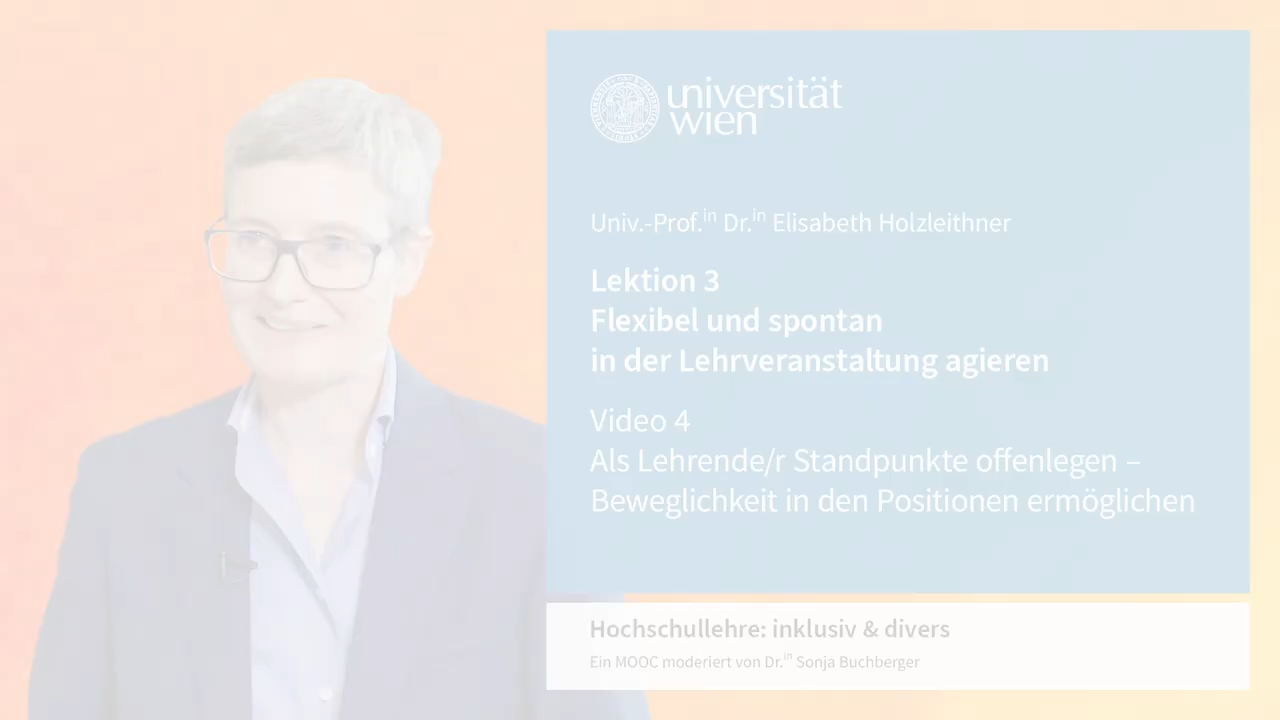 universität
wien
Univ.-Prof.in Dr.in Elisabeth Holzleithner
Lektion 3
Flexibel und spontan
in der Lehrveranstaltung agieren
Video 4
Als Lehrende/r Standpunkte offenlegen –
Beweglichkeit in den Positionen ermöglichen
Hochschullehre: inklusiv & divers
Ein MOOC moderiert von Dr.in Sonja Buchberger